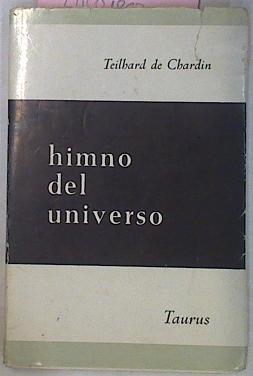 Teilhard de Chardin
himno
del
universo
Taurus